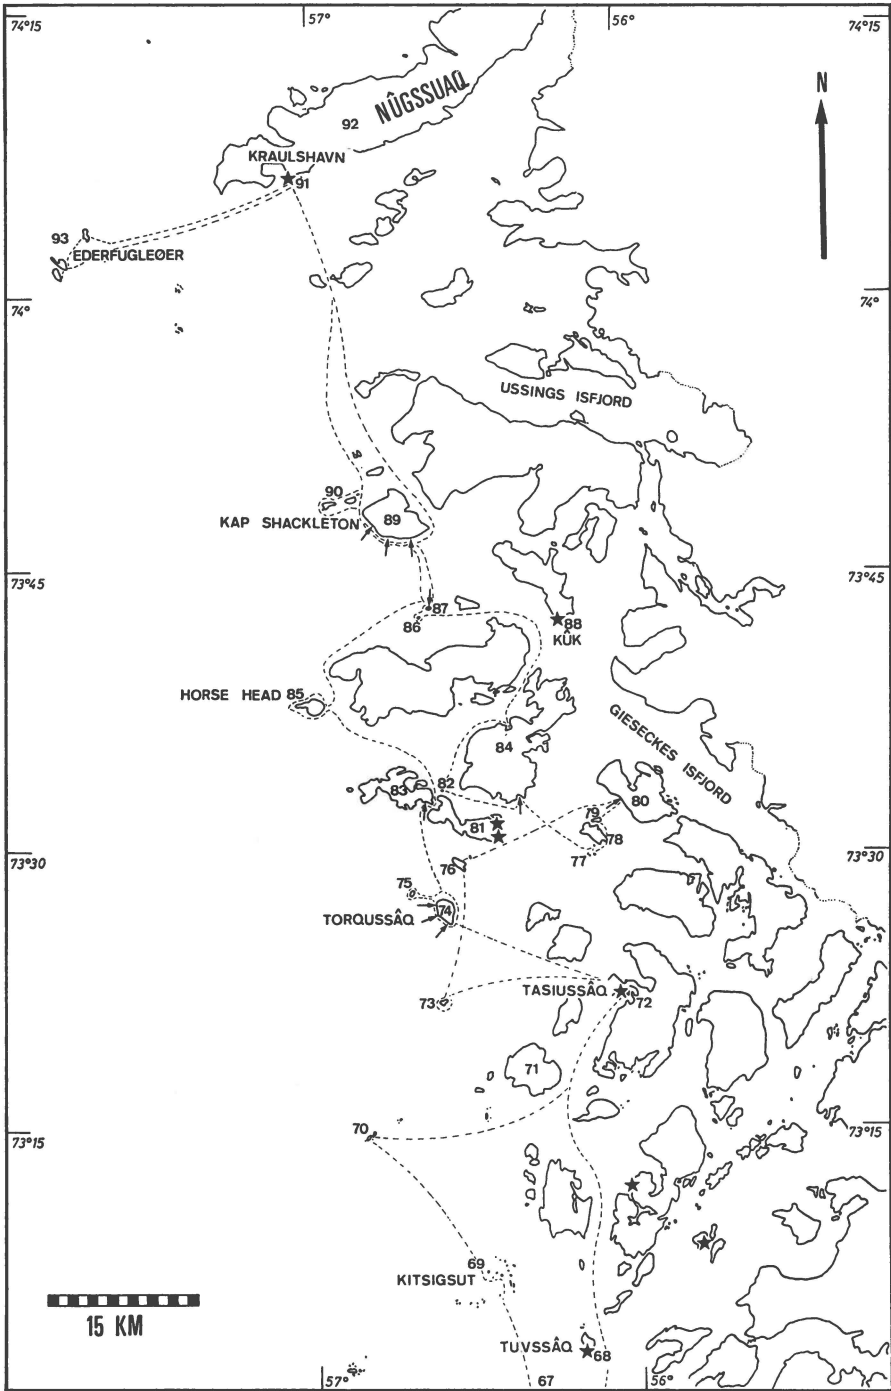 57° 56°
74°15' 74°15'
N
NÛGSSUAQ
92
KRAULSHAVN
91
93
EDERFUGLEØER
74° 74°
USSINGS ISFJORD
90
KAP SHACKLETON 89
73°45 73°45
87
86 88
KÛK
HORSE HEAD 85
GIESECKES ISFJORD
84
83 82
80
79
81
78
77
76
73°30 73°30
75
74
TORQUSSÂQ
TASIUSSÂQ
72
73
71
70
73°15 73°15
69
KITSIGSUT
15 KM
TUVSSÂQ 68
57° 67 56°